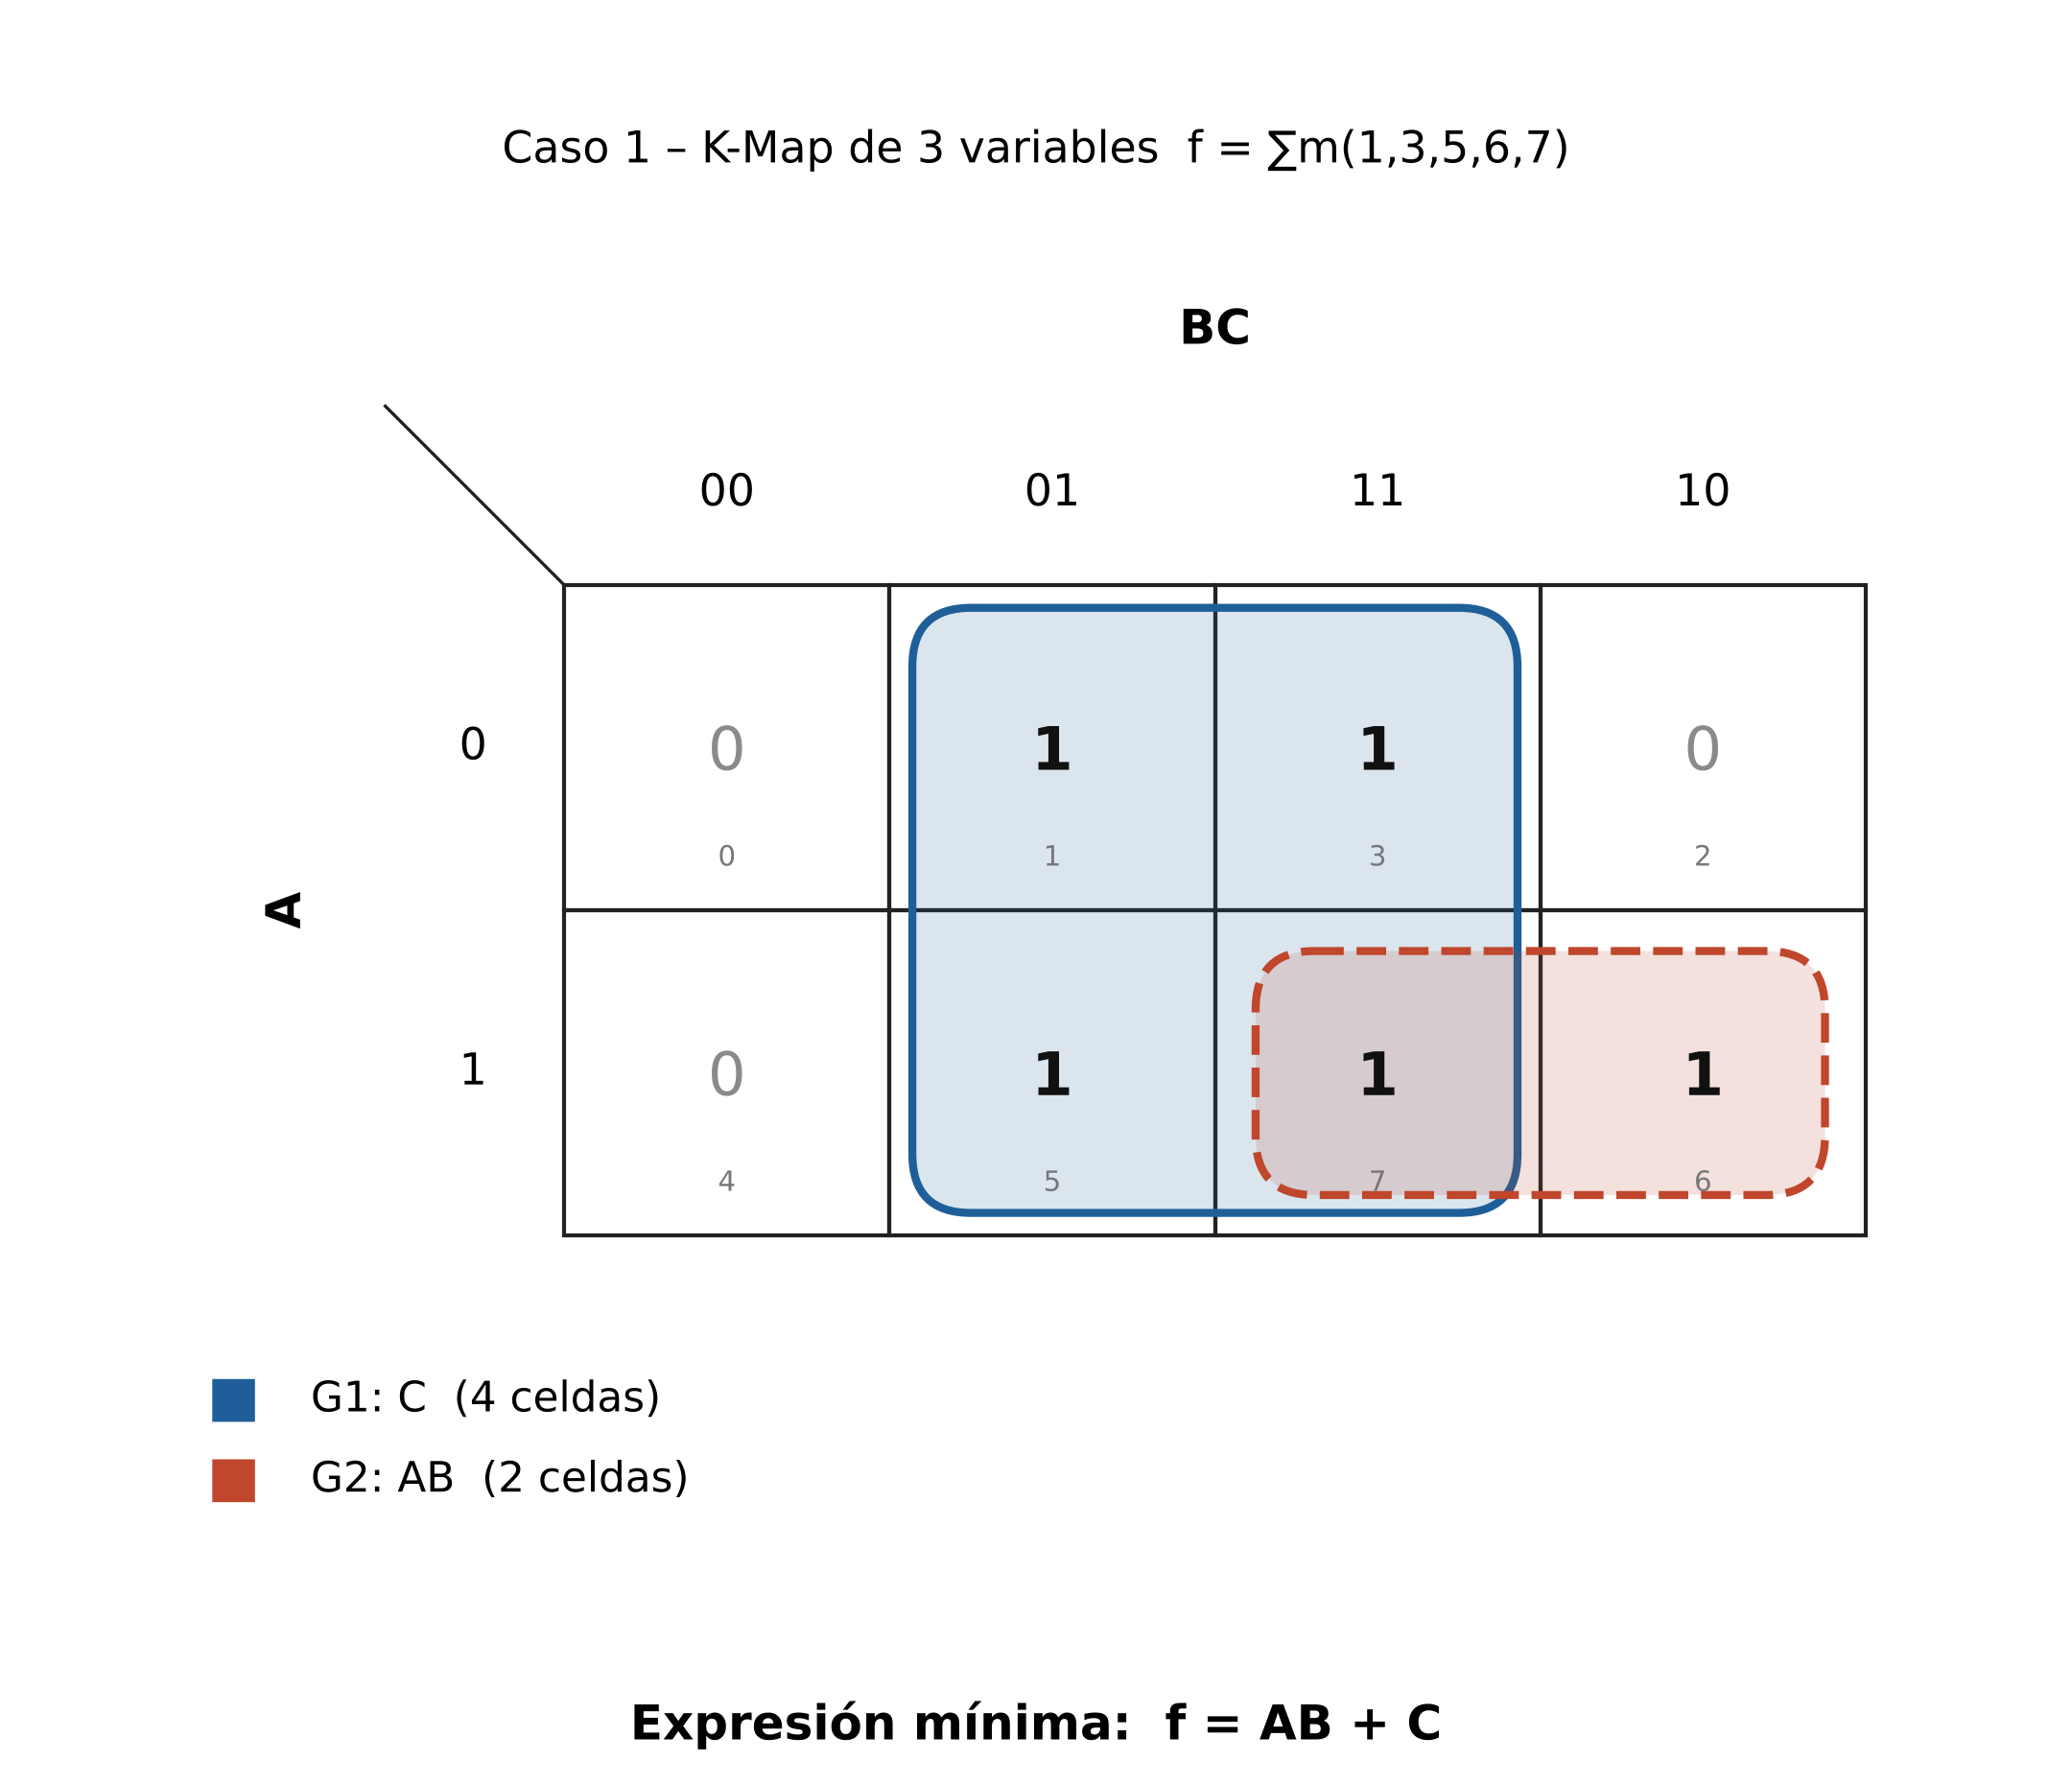 Caso 1 – K-Map de 3 variables  f = ∑m(1,3,5,6,7)
BC
00 01 11 10
0 0 1 1 0
0 1 3 2
A
1 0 1 1 1
4 5 7 6
G1: C  (4 celdas)
G2: AB  (2 celdas)
Expresión mínima:  f = AB + C